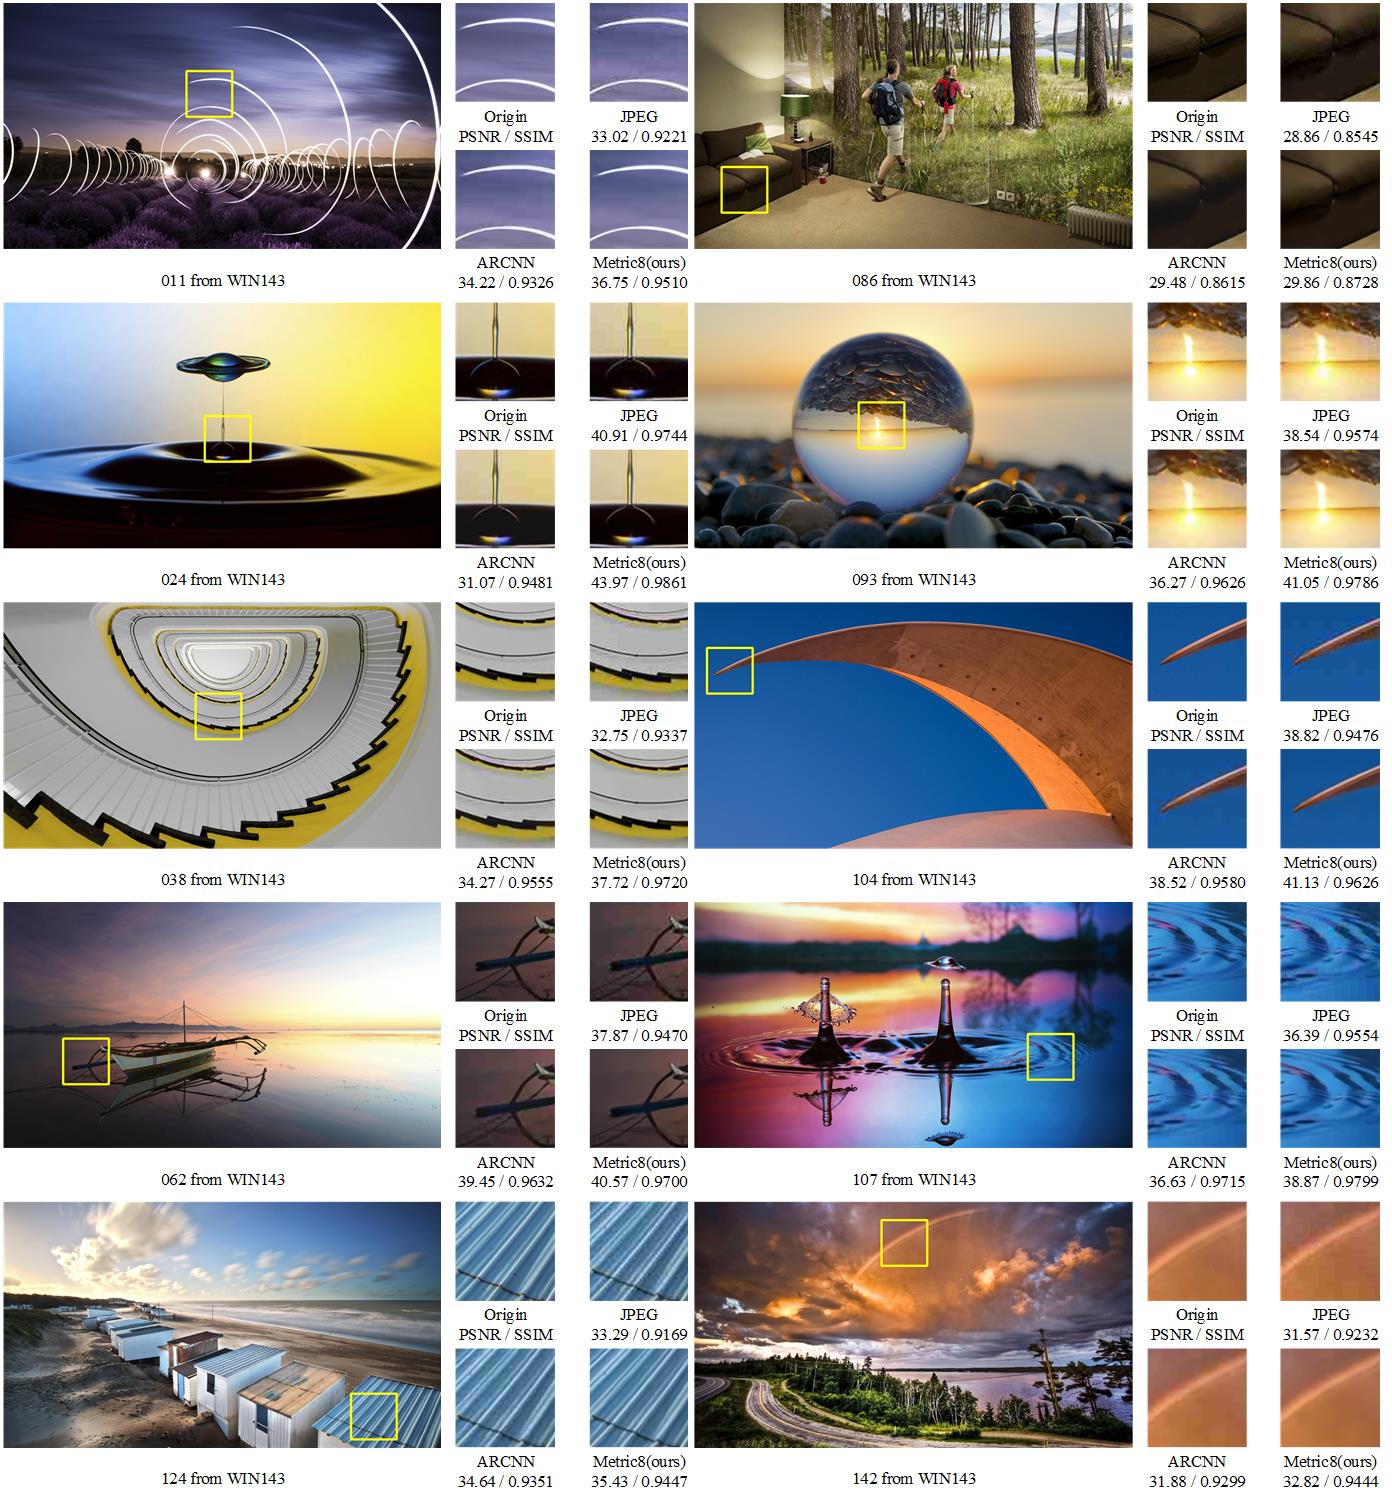 Origin
PSNR / SSIM
JPEG
33.02 / 0.9221
ARCNN
34.22 / 0.9326
Metric8(ours)
36.75 / 0.9510
011 from WIN143
Origin
PSNR / SSIM
JPEG
28.86 / 0.8545
ARCNN
29.48 / 0.8615
Metric8(ours)
29.86 / 0.8728
086 from WIN143
Origin
PSNR / SSIM
JPEG
40.91 / 0.9744
ARCNN
31.07 / 0.9481
Metric8(ours)
43.97 / 0.9861
024 from WIN143
Origin
PSNR / SSIM
JPEG
38.54 / 0.9574
ARCNN
36.27 / 0.9626
Metric8(ours)
41.05 / 0.9786
093 from WIN143
Origin
PSNR / SSIM
JPEG
32.75 / 0.9337
ARCNN
34.27 / 0.9555
Metric8(ours)
37.72 / 0.9720
038 from WIN143
Origin
PSNR / SSIM
JPEG
38.82 / 0.9476
ARCNN
38.52 / 0.9580
Metric8(ours)
41.13 / 0.9626
104 from WIN143
Origin
PSNR / SSIM
JPEG
37.87 / 0.9470
ARCNN
39.45 / 0.9632
Metric8(ours)
40.57 / 0.9700
062 from WIN143
Origin
PSNR / SSIM
JPEG
36.39 / 0.9554
ARCNN
36.63 / 0.9715
Metric8(ours)
38.87 / 0.9799
107 from WIN143
Origin
PSNR / SSIM
JPEG
33.29 / 0.9169
ARCNN
34.64 / 0.9351
Metric8(ours)
35.43 / 0.9447
124 from WIN143
Origin
PSNR / SSIM
JPEG
31.57 / 0.9232
ARCNN
31.88 / 0.9299
Metric8(ours)
32.82 / 0.9444
142 from WIN143